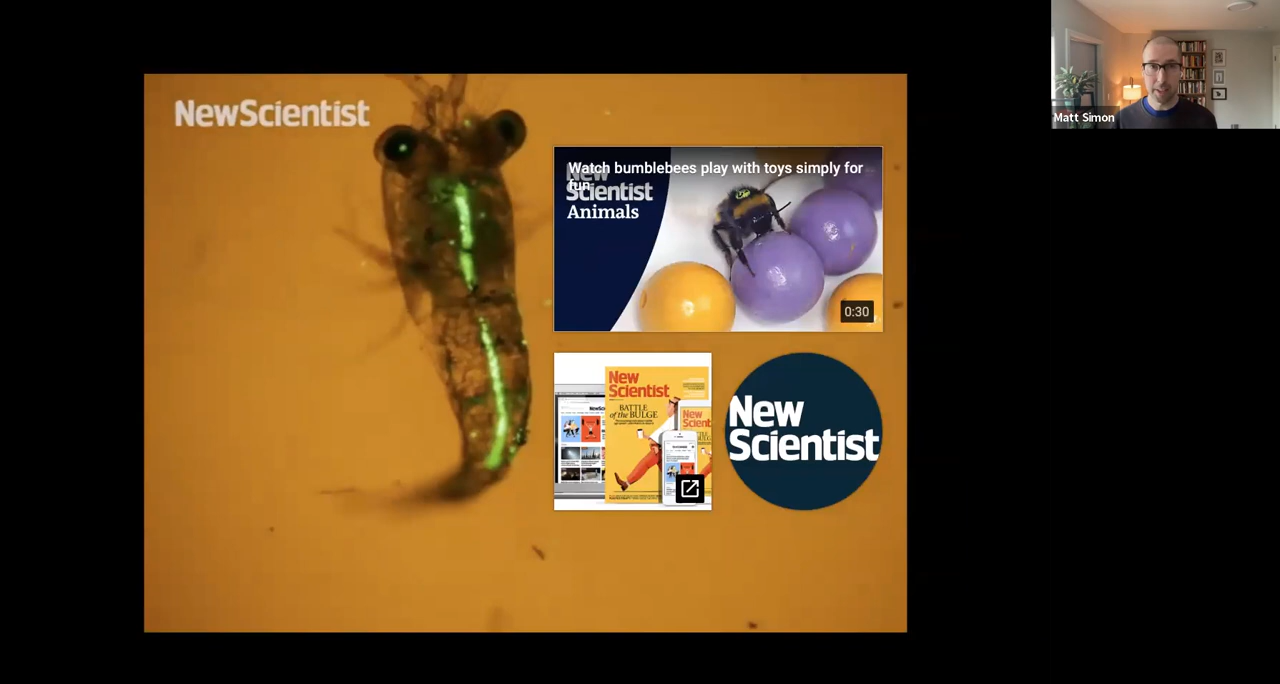 NewScientist
Watch bumblebees play with toys simply for
fun
New
Scientist
Animals
0:30
New
Scientist
BATTLE
of the BULGE
New
Scientist
Matt Simon